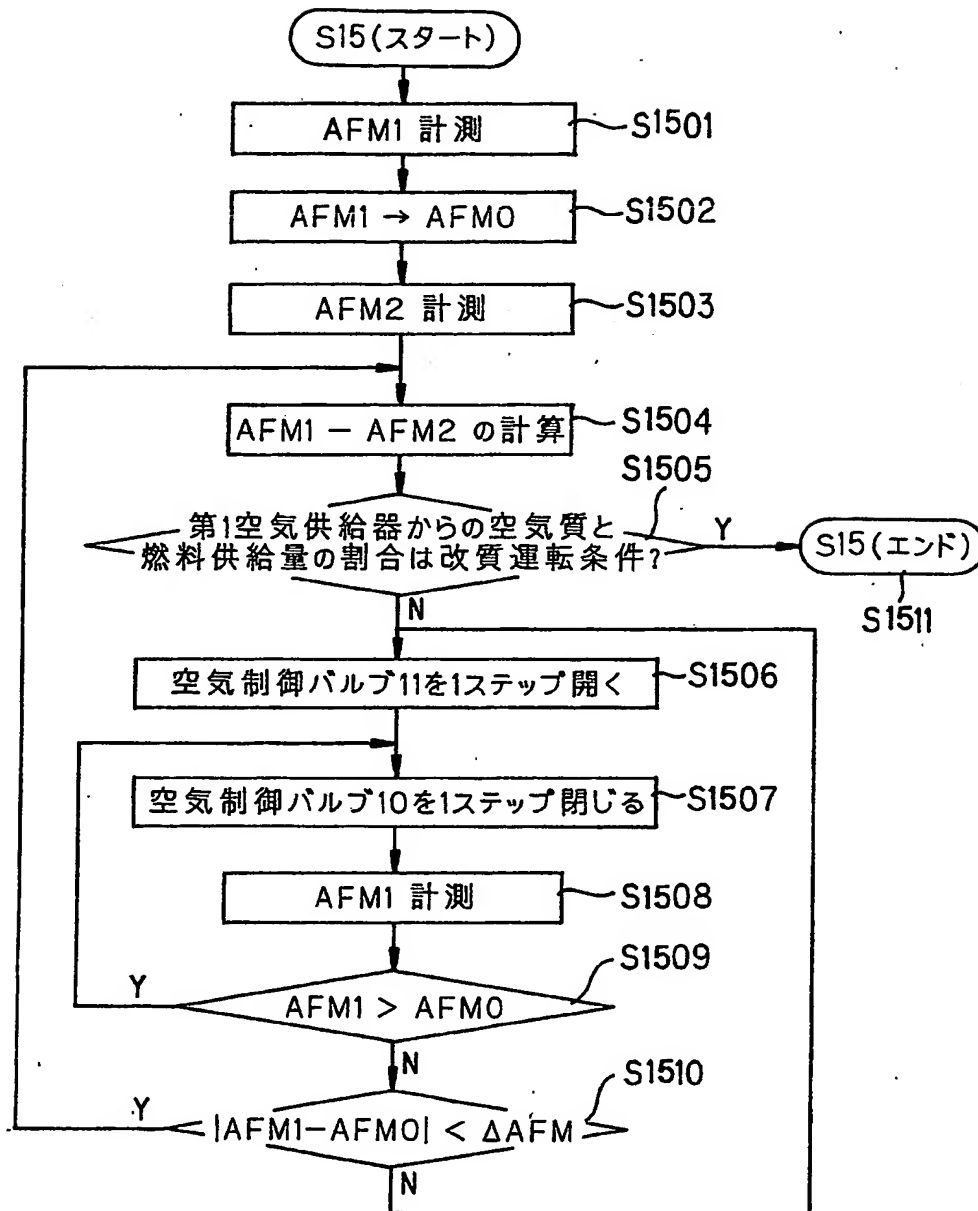 S15(スタート)
AFM1 計測
S1501
AFM1 → AFM0
S1502
AFM2 計測
S1503
AFM1 − AFM2 の計算
S1504
S1505
第1空気供給器からの空気質と
燃料供給量の割合は改質運転条件?
Y
S15(エンド)
S1511
N
空気制御バルブ11を1ステップ開く
S1506
空気制御バルブ10を1ステップ閉じる
S1507
AFM1 計測
S1508
S1509
Y
AFM1 > AFM0
N
S1510
Y
|AFM1−AFM0| < ΔAFM
N